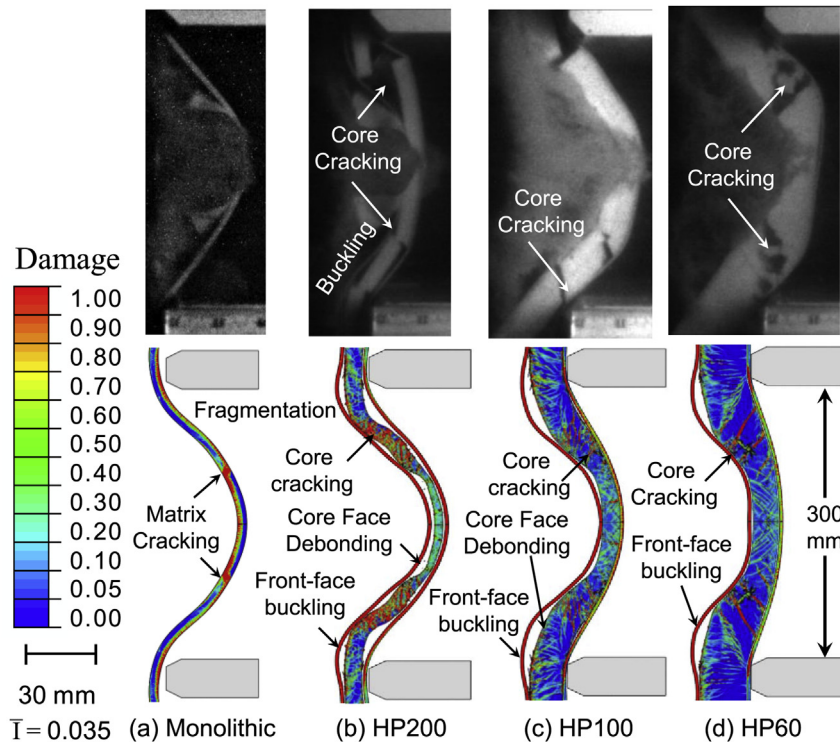 Core
Cracking
Buckling
Core
Cracking
Core
Cracking
Damage
1.00
0.90
0.80
0.70
0.60
0.50
0.40
0.30
0.20
0.10
0.05
0.00
Fragmentation
Core
cracking
Matrix
Cracking
Core Face
Debonding
Front-face
buckling
Core
cracking
Core Face
Debonding
Front-face
buckling
Core
Cracking
Front-face
buckling
300
mm
30 mm
I̅ = 0.035
(a) Monolithic
(b) HP200
(c) HP100
(d) HP60